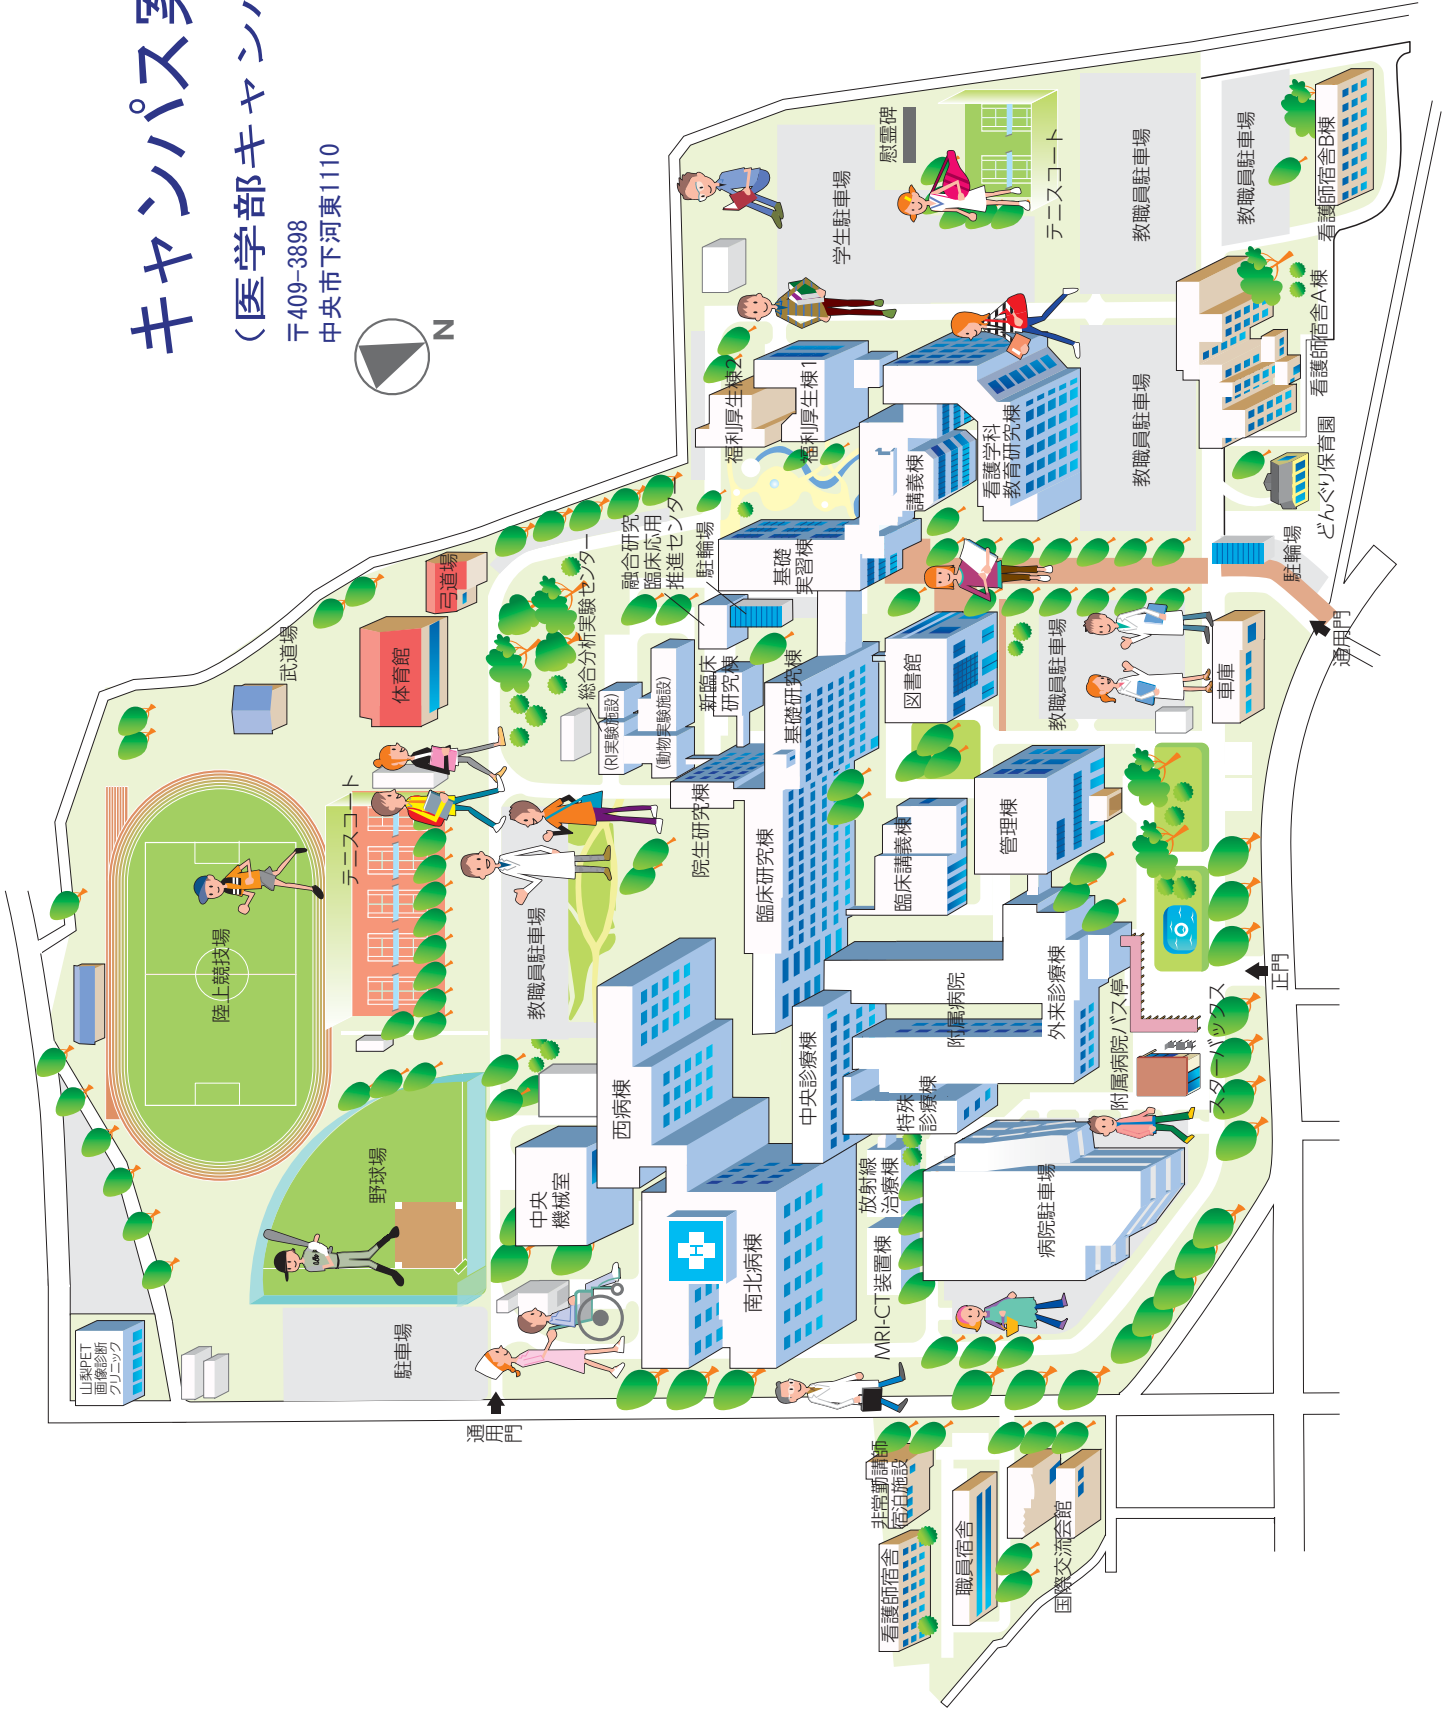 キャンパス
(医学部キャンパ
〒409-3898
中央市下河東1110
N
山梨PET
画像診断
クリニック
陸上競技場
武道場
弓道場
体育館
テニスコート
野球場
駐車場
通用
門
教職員駐車場
中央
機械室
西病棟
南北病棟
総合分析実験センター
(RI実験施設)
(動物実験施設)
融合研究
臨床応用
推進センター
駐輪場
新臨床
研究棟
院生研究棟
基礎研究棟
臨床研究棟
基礎
実習棟
福利厚生棟2
福利厚生棟1
講義棟
看護学科
教育研究棟
学生駐車場
慰霊碑
テニスコート
教職員駐車場
教職員駐車場
教職員駐車場
看護師宿舎B棟
看護師宿舎A棟
どんぐり保育園
駐輪場
通用門
車庫
教職員駐車場
図書館
管理棟
臨床講義棟
中央診療棟
附属病院
外来診療棟
特殊
診療棟
放射線
治療棟
MRI-CT装置棟
病院駐車場
附属病院バス停
スターバックス
正門
非常勤講師
宿泊施設
看護師宿舎
職員宿舎
国際交流会館